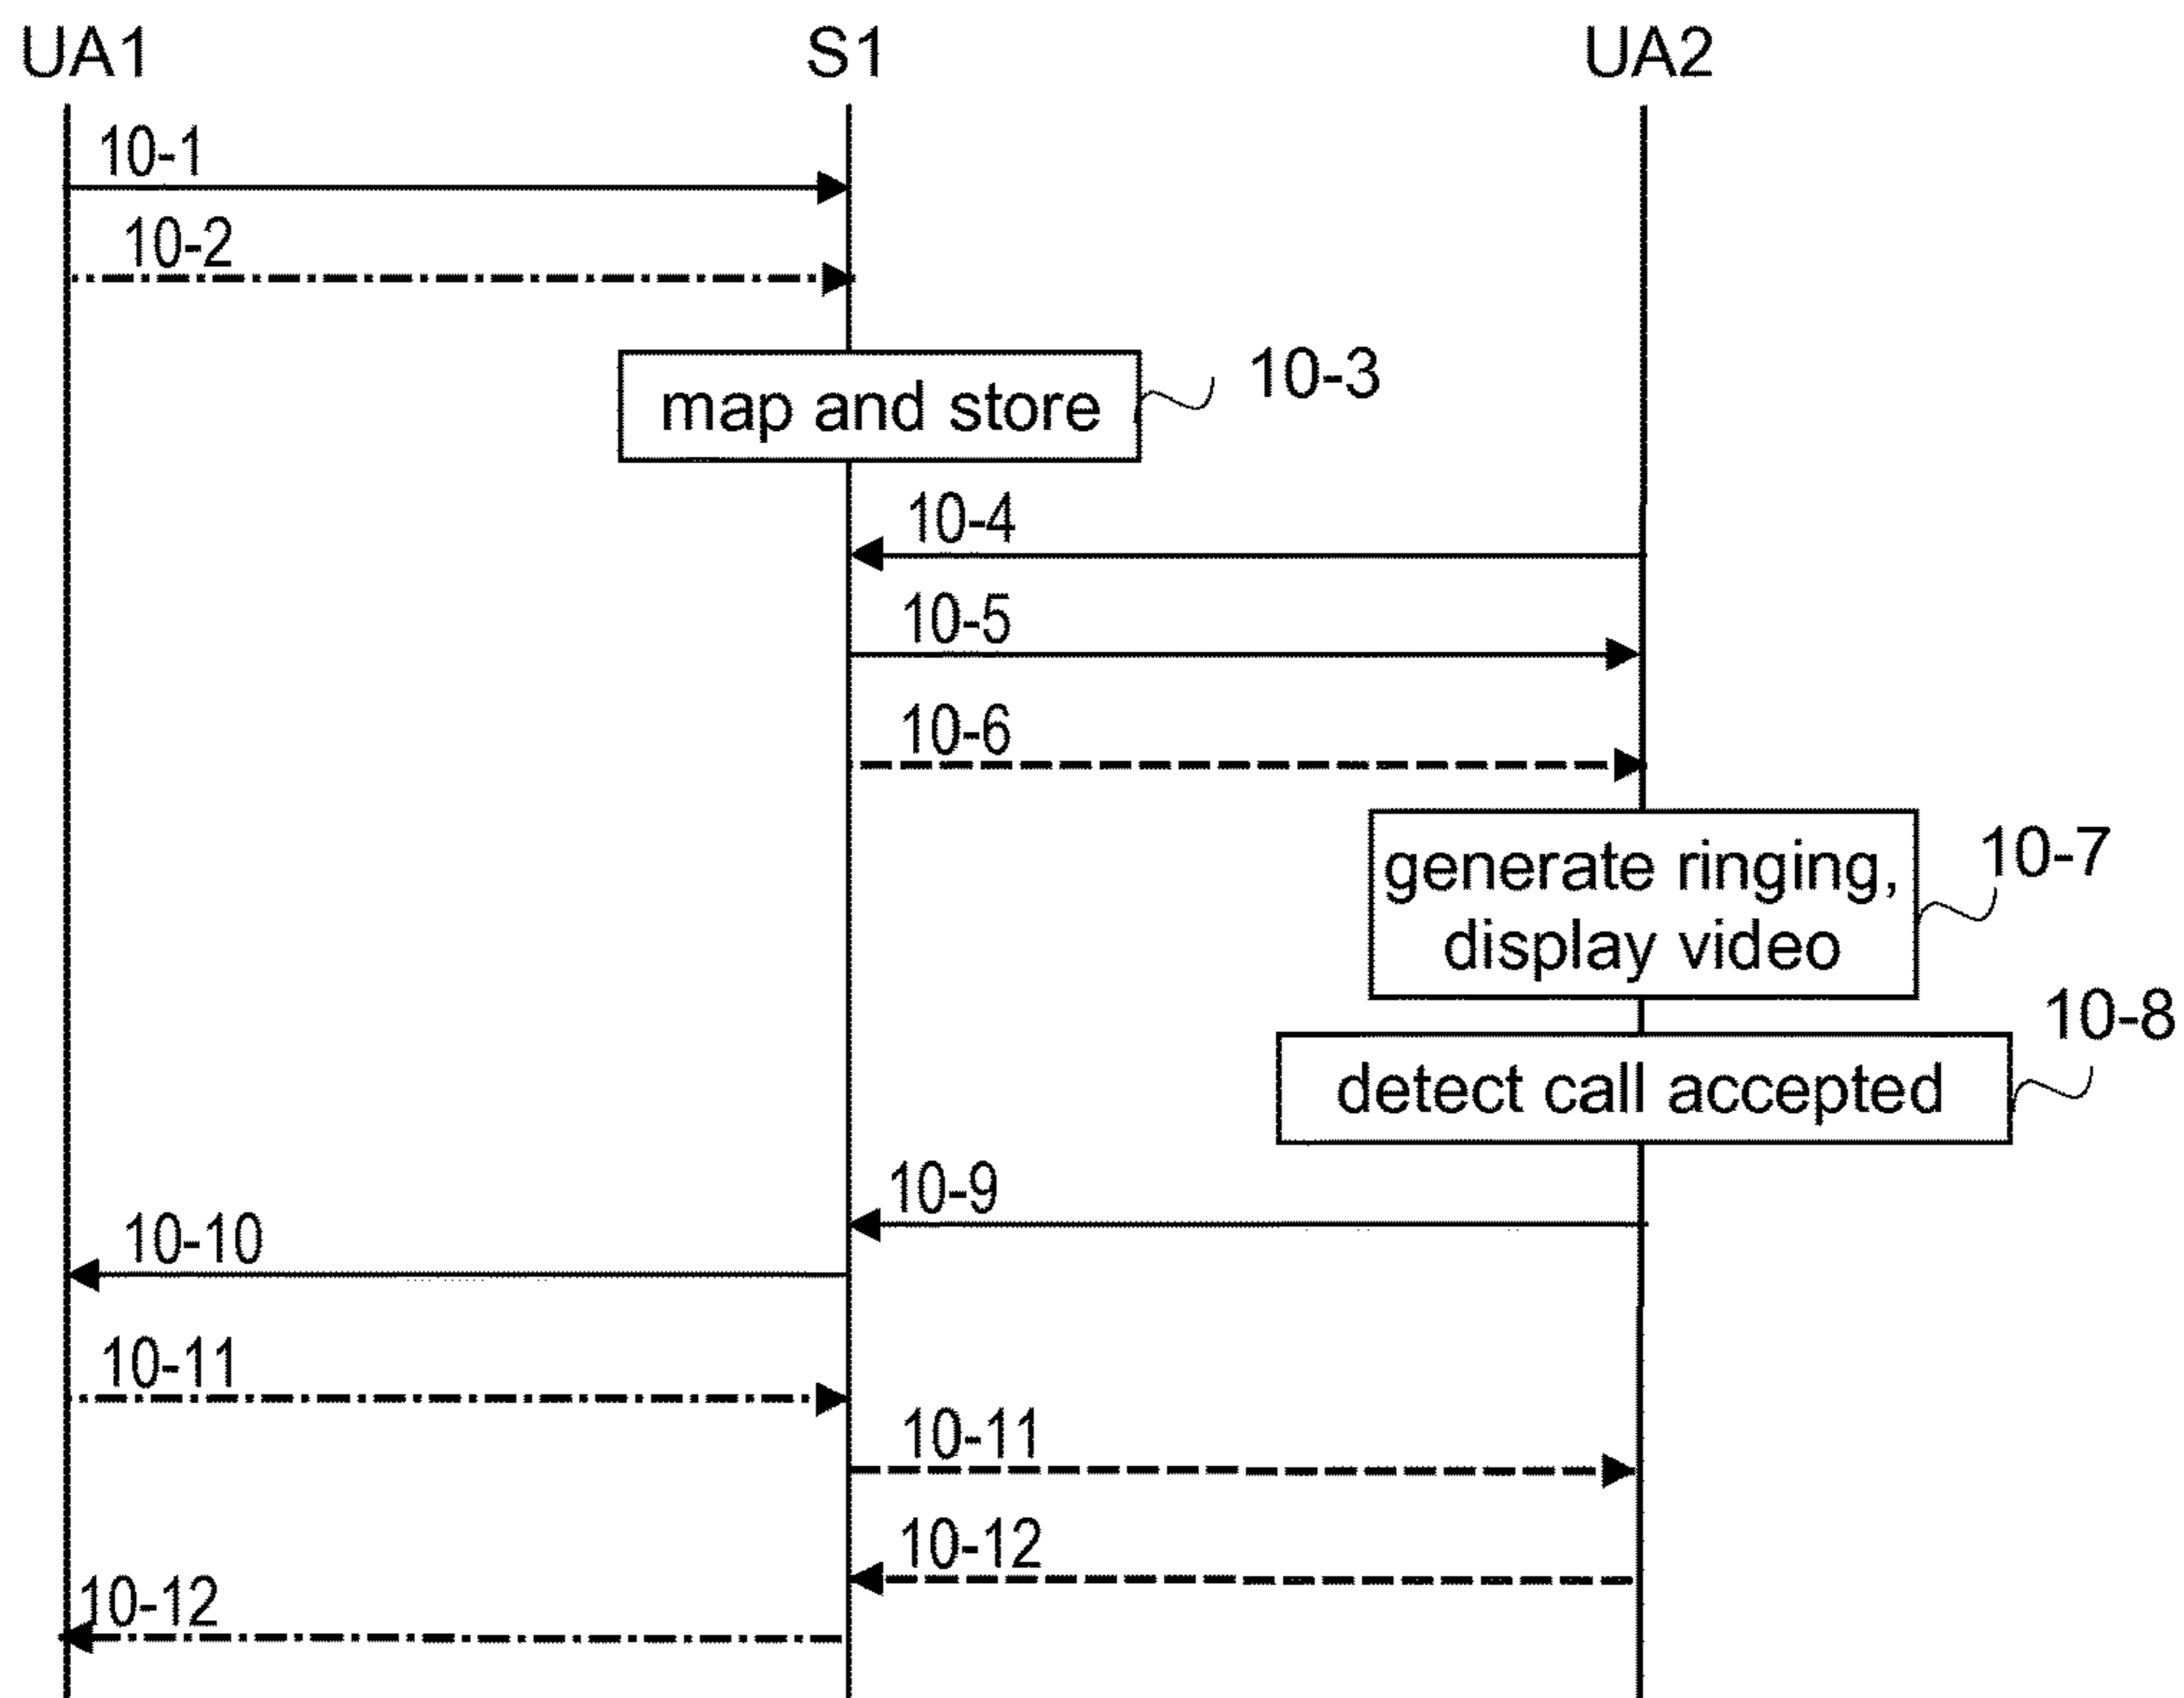 UA1
S1
UA2
10-1
10-2
map and store
10-3
10-4
10-5
10-6
generate ringing,
display video
10-7
detect call accepted
10-8
10-9
10-10
10-11
10-11
10-12
10-12